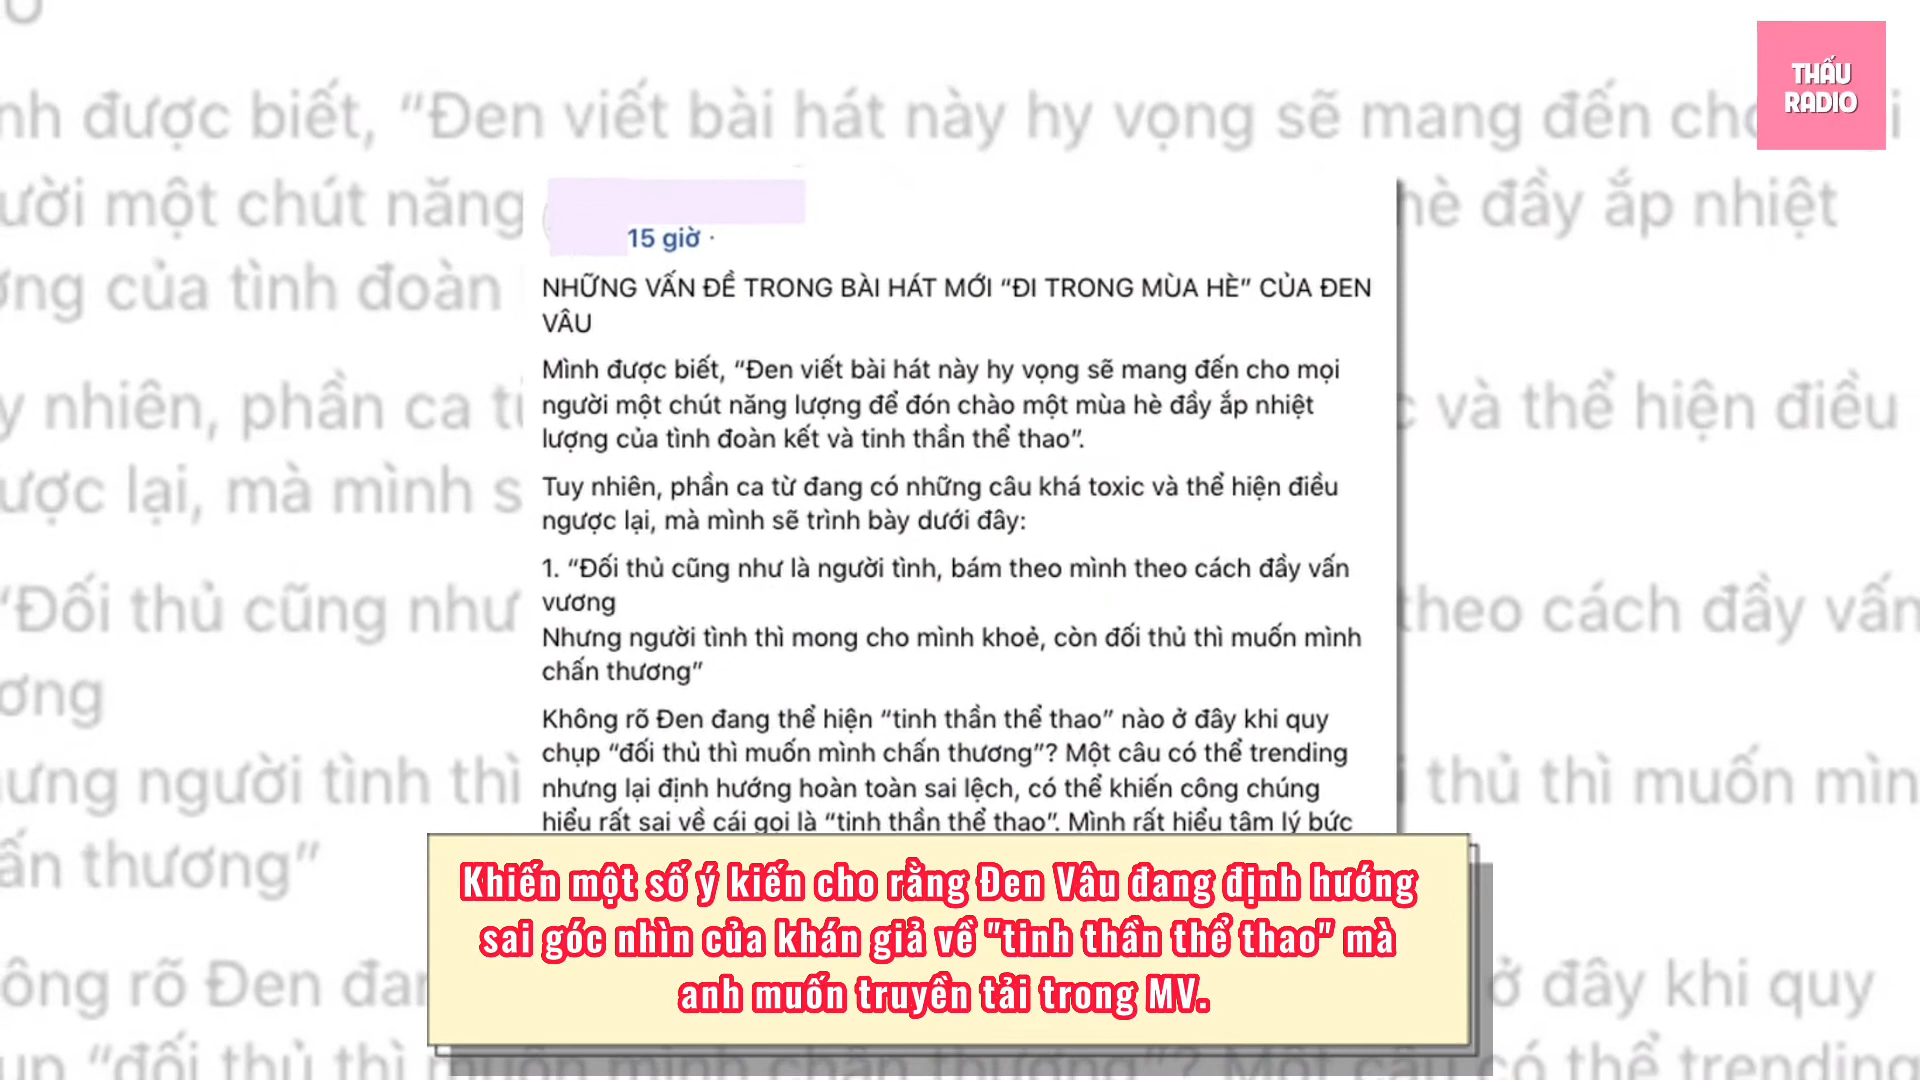 THẤU
RADIO
15 giờ ·
NHỮNG VẤN ĐỀ TRONG BÀI HÁT MỚI “ĐI TRONG MÙA HÈ” CỦA ĐEN
VÂU
Mình được biết, “Đen viết bài hát này hy vọng sẽ mang đến cho mọi
người một chút năng lượng để đón chào một mùa hè đầy ắp nhiệt
lượng của tình đoàn kết và tinh thần thể thao”.
Tuy nhiên, phần ca từ đang có những câu khá toxic và thể hiện điều
ngược lại, mà mình sẽ trình bày dưới đây:
1. “Đối thủ cũng như là người tình, bám theo mình theo cách đầy vấn
vương
Nhưng người tình thì mong cho mình khoẻ, còn đối thủ thì muốn mình
chấn thương”
Không rõ Đen đang thể hiện “tinh thần thể thao” nào ở đây khi quy
chụp “đối thủ thì muốn mình chấn thương”? Một câu có thể trending
nhưng lại định hướng hoàn toàn sai lệch, có thể khiến công chúng
hiểu rất sai về cái gọi là “tinh thần thể thao”. Mình rất hiểu tâm lý bức
Khiến một số ý kiến cho rằng Đen Vâu đang định hướng
sai góc nhìn của khán giả về "tinh thần thể thao" mà
anh muốn truyền tải trong MV.